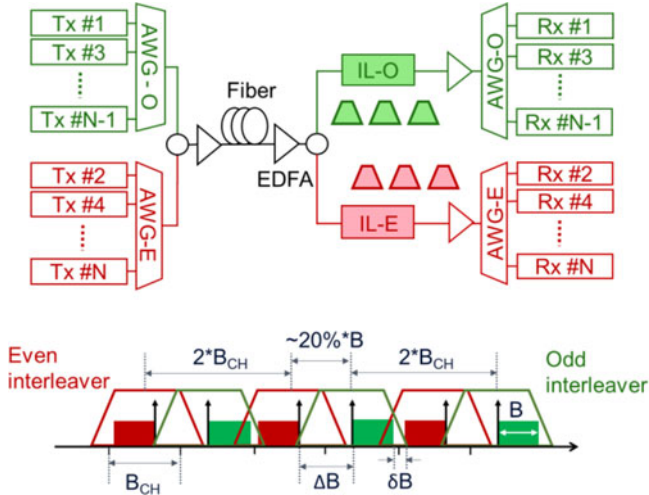 Tx #1
Tx #3
Tx #N-1
AWG - O
Tx #2
Tx #4
Tx #N
AWG-E
Fiber
EDFA
IL-O
IL-E
AWG-O
Rx #1
Rx #3
Rx #N-1
AWG-E
Rx #2
Rx #4
Rx #N
Even
interleaver
2*B_CH
~20%*B
2*B_CH
Odd
interleaver
B
B_CH
ΔB
δB